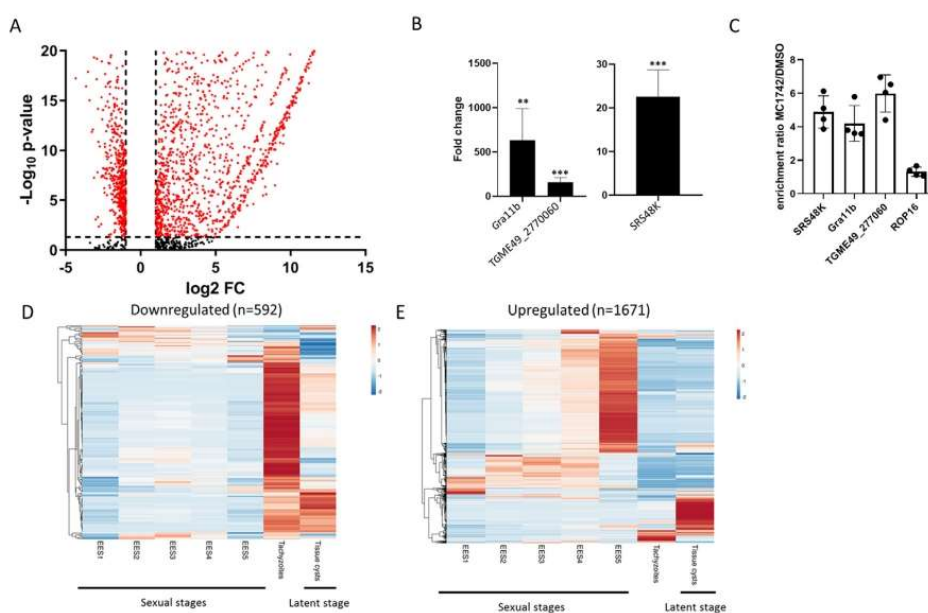 A
-Log10 p-value
20
15
10
5
0
-5 0 5 10 15
log2 FC
B
Fold change
1500
1000
500
0
**
***
Gra11b
TGME49_2770060
30
20
10
0
***
SRS48K
C
enrichment ratio MC1742/DMSO
8
6
4
2
0
SRS48K
Gra11b
TGME49_277060
ROP16
D
Downregulated (n=592)
EES1
EES2
EES3
EES4
EES5
Tachyzoites
Tissue cysts
Sexual stages
Latent stage
E
Upregulated (n=1671)
EES1
EES2
EES3
EES4
EES5
Tachyzoites
Tissue cysts
Sexual stages
Latent stage